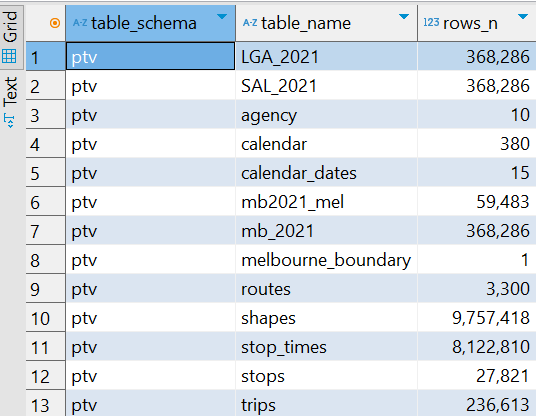 Grid
Text
A-Z table_schema A-Z table_name 123 rows_n
1 ptv LGA_2021 368,286
2 ptv SAL_2021 368,286
3 ptv agency 10
4 ptv calendar 380
5 ptv calendar_dates 15
6 ptv mb2021_mel 59,483
7 ptv mb_2021 368,286
8 ptv melbourne_boundary 1
9 ptv routes 3,300
10 ptv shapes 9,757,418
11 ptv stop_times 8,122,810
12 ptv stops 27,821
13 ptv trips 236,613